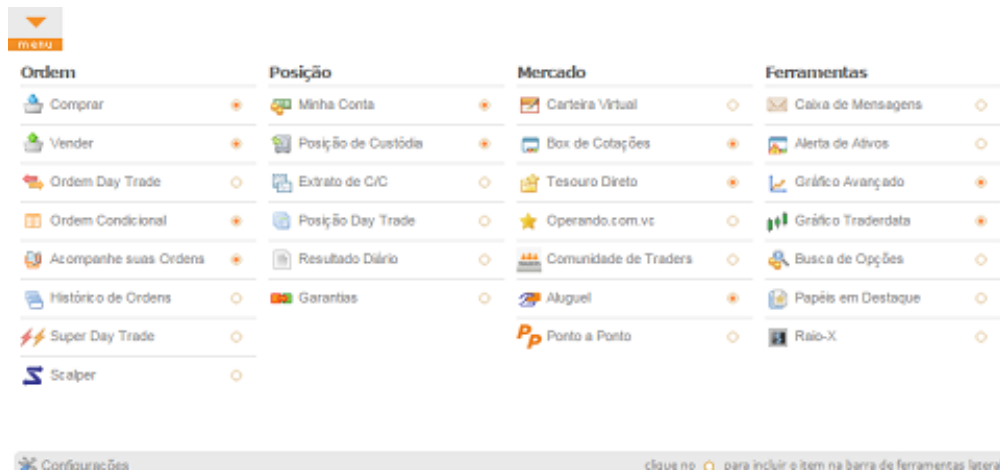 menu
Ordem
Comprar
Vender
Ordem Day Trade
Ordem Condicional
Acompanhe suas Ordens
Histórico de Ordens
Super Day Trade
Scalper
Posição
Minha Conta
Posição de Custódia
Extrato de C/C
Posição Day Trade
Resultado Diário
Garantias
Mercado
Carteira Virtual
Box de Cotações
Tesouro Direto
Operando.com.vc
Comunidade de Traders
Aluguel
PP Ponto a Ponto
Ferramentas
Caixa de Mensagens
Alerta de Ativos
Gráfico Avançado
Gráfico Traderdata
Busca de Opções
Papéis em Destaque
Raio-X
Configurações
clique no para incluir o item na barra de ferramentas latera